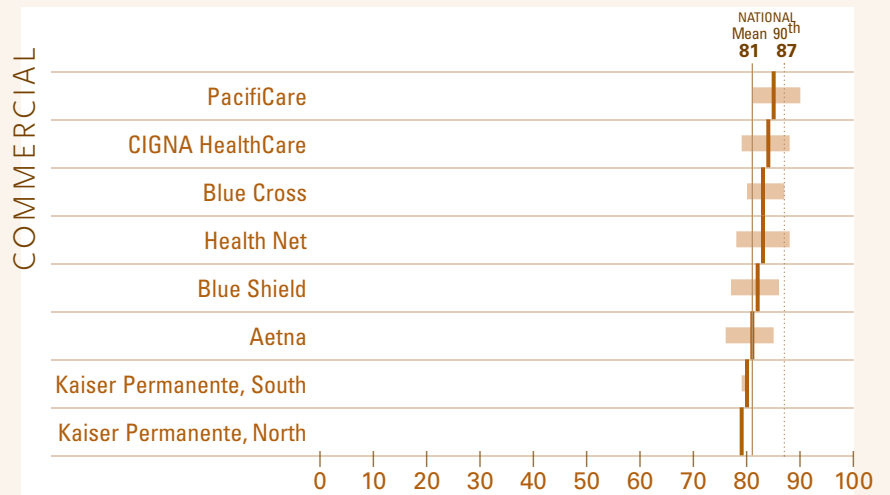 COMMERCIAL
NATIONAL
Mean 90th
81 87
PacifiCare
CIGNA HealthCare
Blue Cross
Health Net
Blue Shield
Aetna
Kaiser Permanente, South
Kaiser Permanente, North
0 10 20 30 40 50 60 70 80 90 100